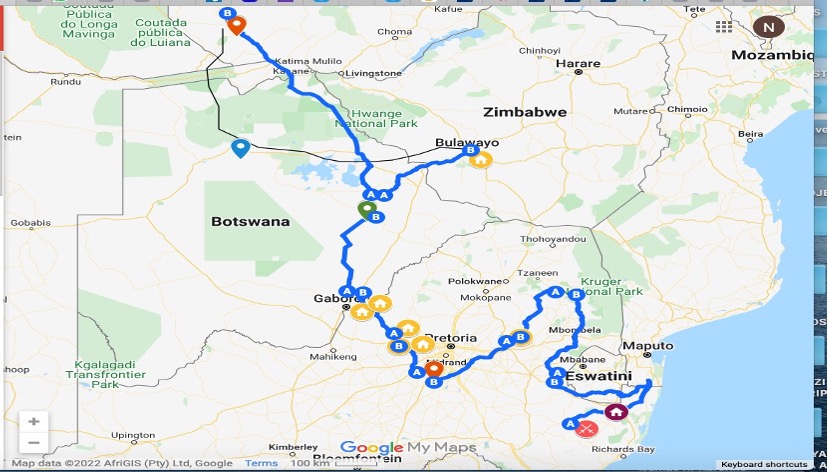 Coutada
Pública
do Longa
Mavinga
Coutada
pública
do Luiana
Rundu
B
Kafue
Choma
Katima Mulilo
Kasane
Livingstone
Tete
N
Mozambiq
Chinhoyi
Harare
Zimbabwe
Mutare
Chimoio
Beira
Hwange
National Park
Bulawayo
B
A A
B
Botswana
Gobabis
Thohoyandou
Tzaneen
Polokwane
Mokopane
Kruger
National Park
A B
A B
Gaboro
A
B
Pretoria
Midrand
A B
Mbombela
Maputo
Mahikeng
A
B
Mbabane
A
B
Eswatini
Kgalagadi
Transfrontier
Park
A
Richards Bay
Upington
Kimberley
Bloemfontein
+
−
Google My Maps
Map data ©2022 AfriGIS (Pty) Ltd, Google
Terms
100 km
Keyboard shortcuts